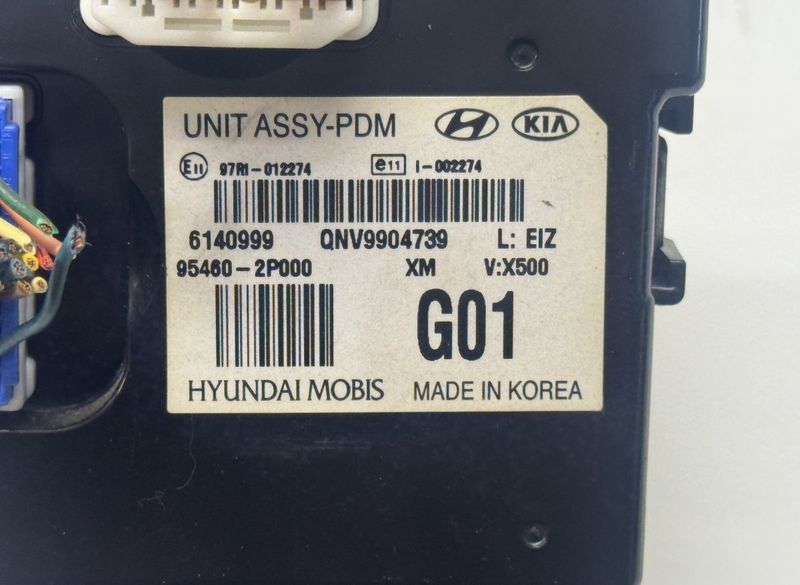 UNIT ASSY-PDM H KIA
E11 97RI-012274 e11 I-002274
6140999 QNV9904739 L: EIZ
95460-2P000 XM V:X500
G01
HYUNDAI MOBIS MADE IN KOREA